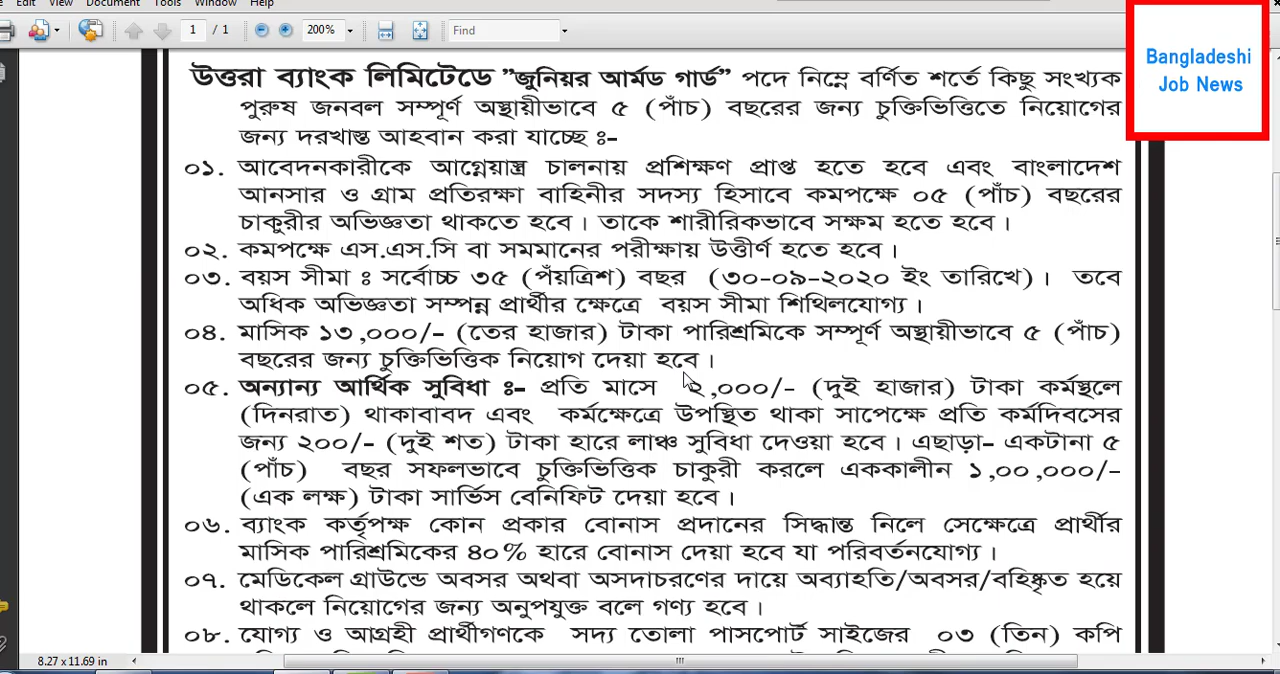 Edit View Document Tools Window Help
1 / 1 200% Find
Bangladeshi
Job News
উত্তরা ব্যাংক লিমিটেডে ”জুনিয়র আর্মড গার্ড” পদে নিম্নে বর্ণিত শর্তে কিছু সংখ্যক
পুরুষ জনবল সম্পূর্ণ অস্থায়ীভাবে ৫ (পাঁচ) বছরের জন্য চুক্তিভিত্তিতে নিয়োগের
জন্য দরখাস্ত আহবান করা যাচ্ছে ঃ-
০১. আবেদনকারীকে আগ্নেয়াস্ত্র চালনায় প্রশিক্ষণ প্রাপ্ত হতে হবে এবং বাংলাদেশ
আনসার ও গ্রাম প্রতিরক্ষা বাহিনীর সদস্য হিসাবে কমপক্ষে ০৫ (পাঁচ) বছরের
চাকুরীর অভিজ্ঞতা থাকতে হবে। তাকে শারীরিকভাবে সক্ষম হতে হবে।
০২. কমপক্ষে এস.এস.সি বা সমমানের পরীক্ষায় উত্তীর্ণ হতে হবে।
০৩. বয়স সীমা ঃ সর্বোচ্চ ৩৫ (পঁয়ত্রিশ) বছর (৩০-০৯-২০২০ ইং তারিখে)। তবে
অধিক অভিজ্ঞতা সম্পন্ন প্রার্থীর ক্ষেত্রে বয়স সীমা শিথিলযোগ্য।
০৪. মাসিক ১৩,০০০/- (তের হাজার) টাকা পারিশ্রমিকে সম্পূর্ণ অস্থায়ীভাবে ৫ (পাঁচ)
বছরের জন্য চুক্তিভিত্তিক নিয়োগ দেয়া হবে।
০৫. অন্যান্য আর্থিক সুবিধা ঃ- প্রতি মাসে ২,০০০/- (দুই হাজার) টাকা কর্মস্থলে
(দিনরাত) থাকাবাবদ এবং কর্মক্ষেত্রে উপস্থিত থাকা সাপেক্ষে প্রতি কর্মদিবসের
জন্য ২০০/- (দুই শত) টাকা হারে লাঞ্চ সুবিধা দেওয়া হবে। এছাড়া- একটানা ৫
(পাঁচ) বছর সফলভাবে চুক্তিভিত্তিক চাকুরী করলে এককালীন ১,০০,০০০/-
(এক লক্ষ) টাকা সার্ভিস বেনিফিট দেয়া হবে।
০৬. ব্যাংক কর্তৃপক্ষ কোন প্রকার বোনাস প্রদানের সিদ্ধান্ত নিলে সেক্ষেত্রে প্রার্থীর
মাসিক পারিশ্রমিকের ৪০% হারে বোনাস দেয়া হবে যা পরিবর্তনযোগ্য।
০৭. মেডিকেল গ্রাউন্ডে অবসর অথবা অসদাচরণের দায়ে অব্যাহতি/অবসর/বহিষ্কৃত হয়ে
থাকলে নিয়োগের জন্য অনুপযুক্ত বলে গণ্য হবে।
০৮. যোগ্য ও আগ্রহী প্রার্থীগণকে সদ্য তোলা পাসপোর্ট সাইজের ০৩ (তিন) কপি
8.27 x 11.69 in